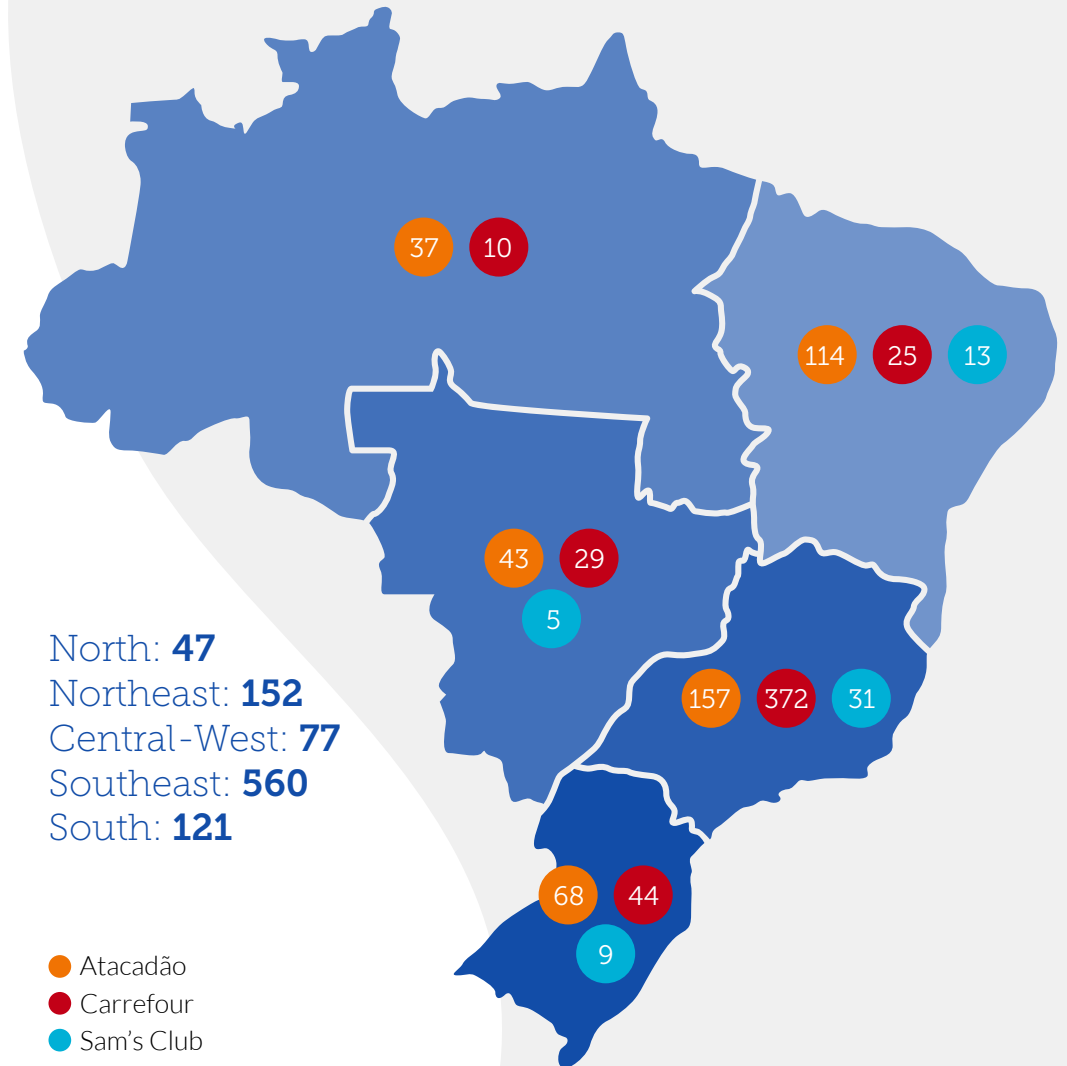 37 10
114 25 13
43 29
5
North: 47
Northeast: 152
Central-West: 77
Southeast: 560
South: 121
157 372 31
68 44
9
Atacadão
Carrefour
Sam's Club